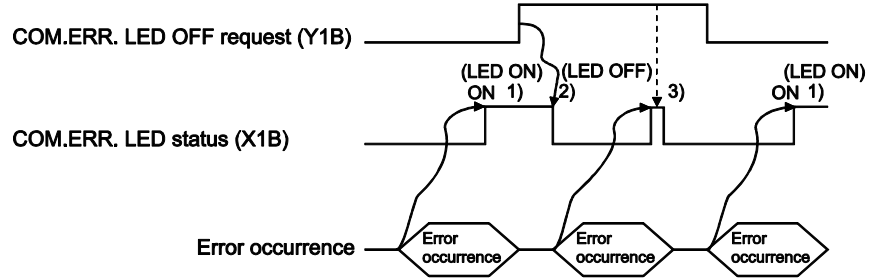 COM.ERR. LED OFF request (Y1B)
(LED ON) (LED OFF) (LED ON)
ON 1) 2) 3) ON 1)
COM.ERR. LED status (X1B)
Error occurrence
Error occurrence
Error occurrence
Error occurrence